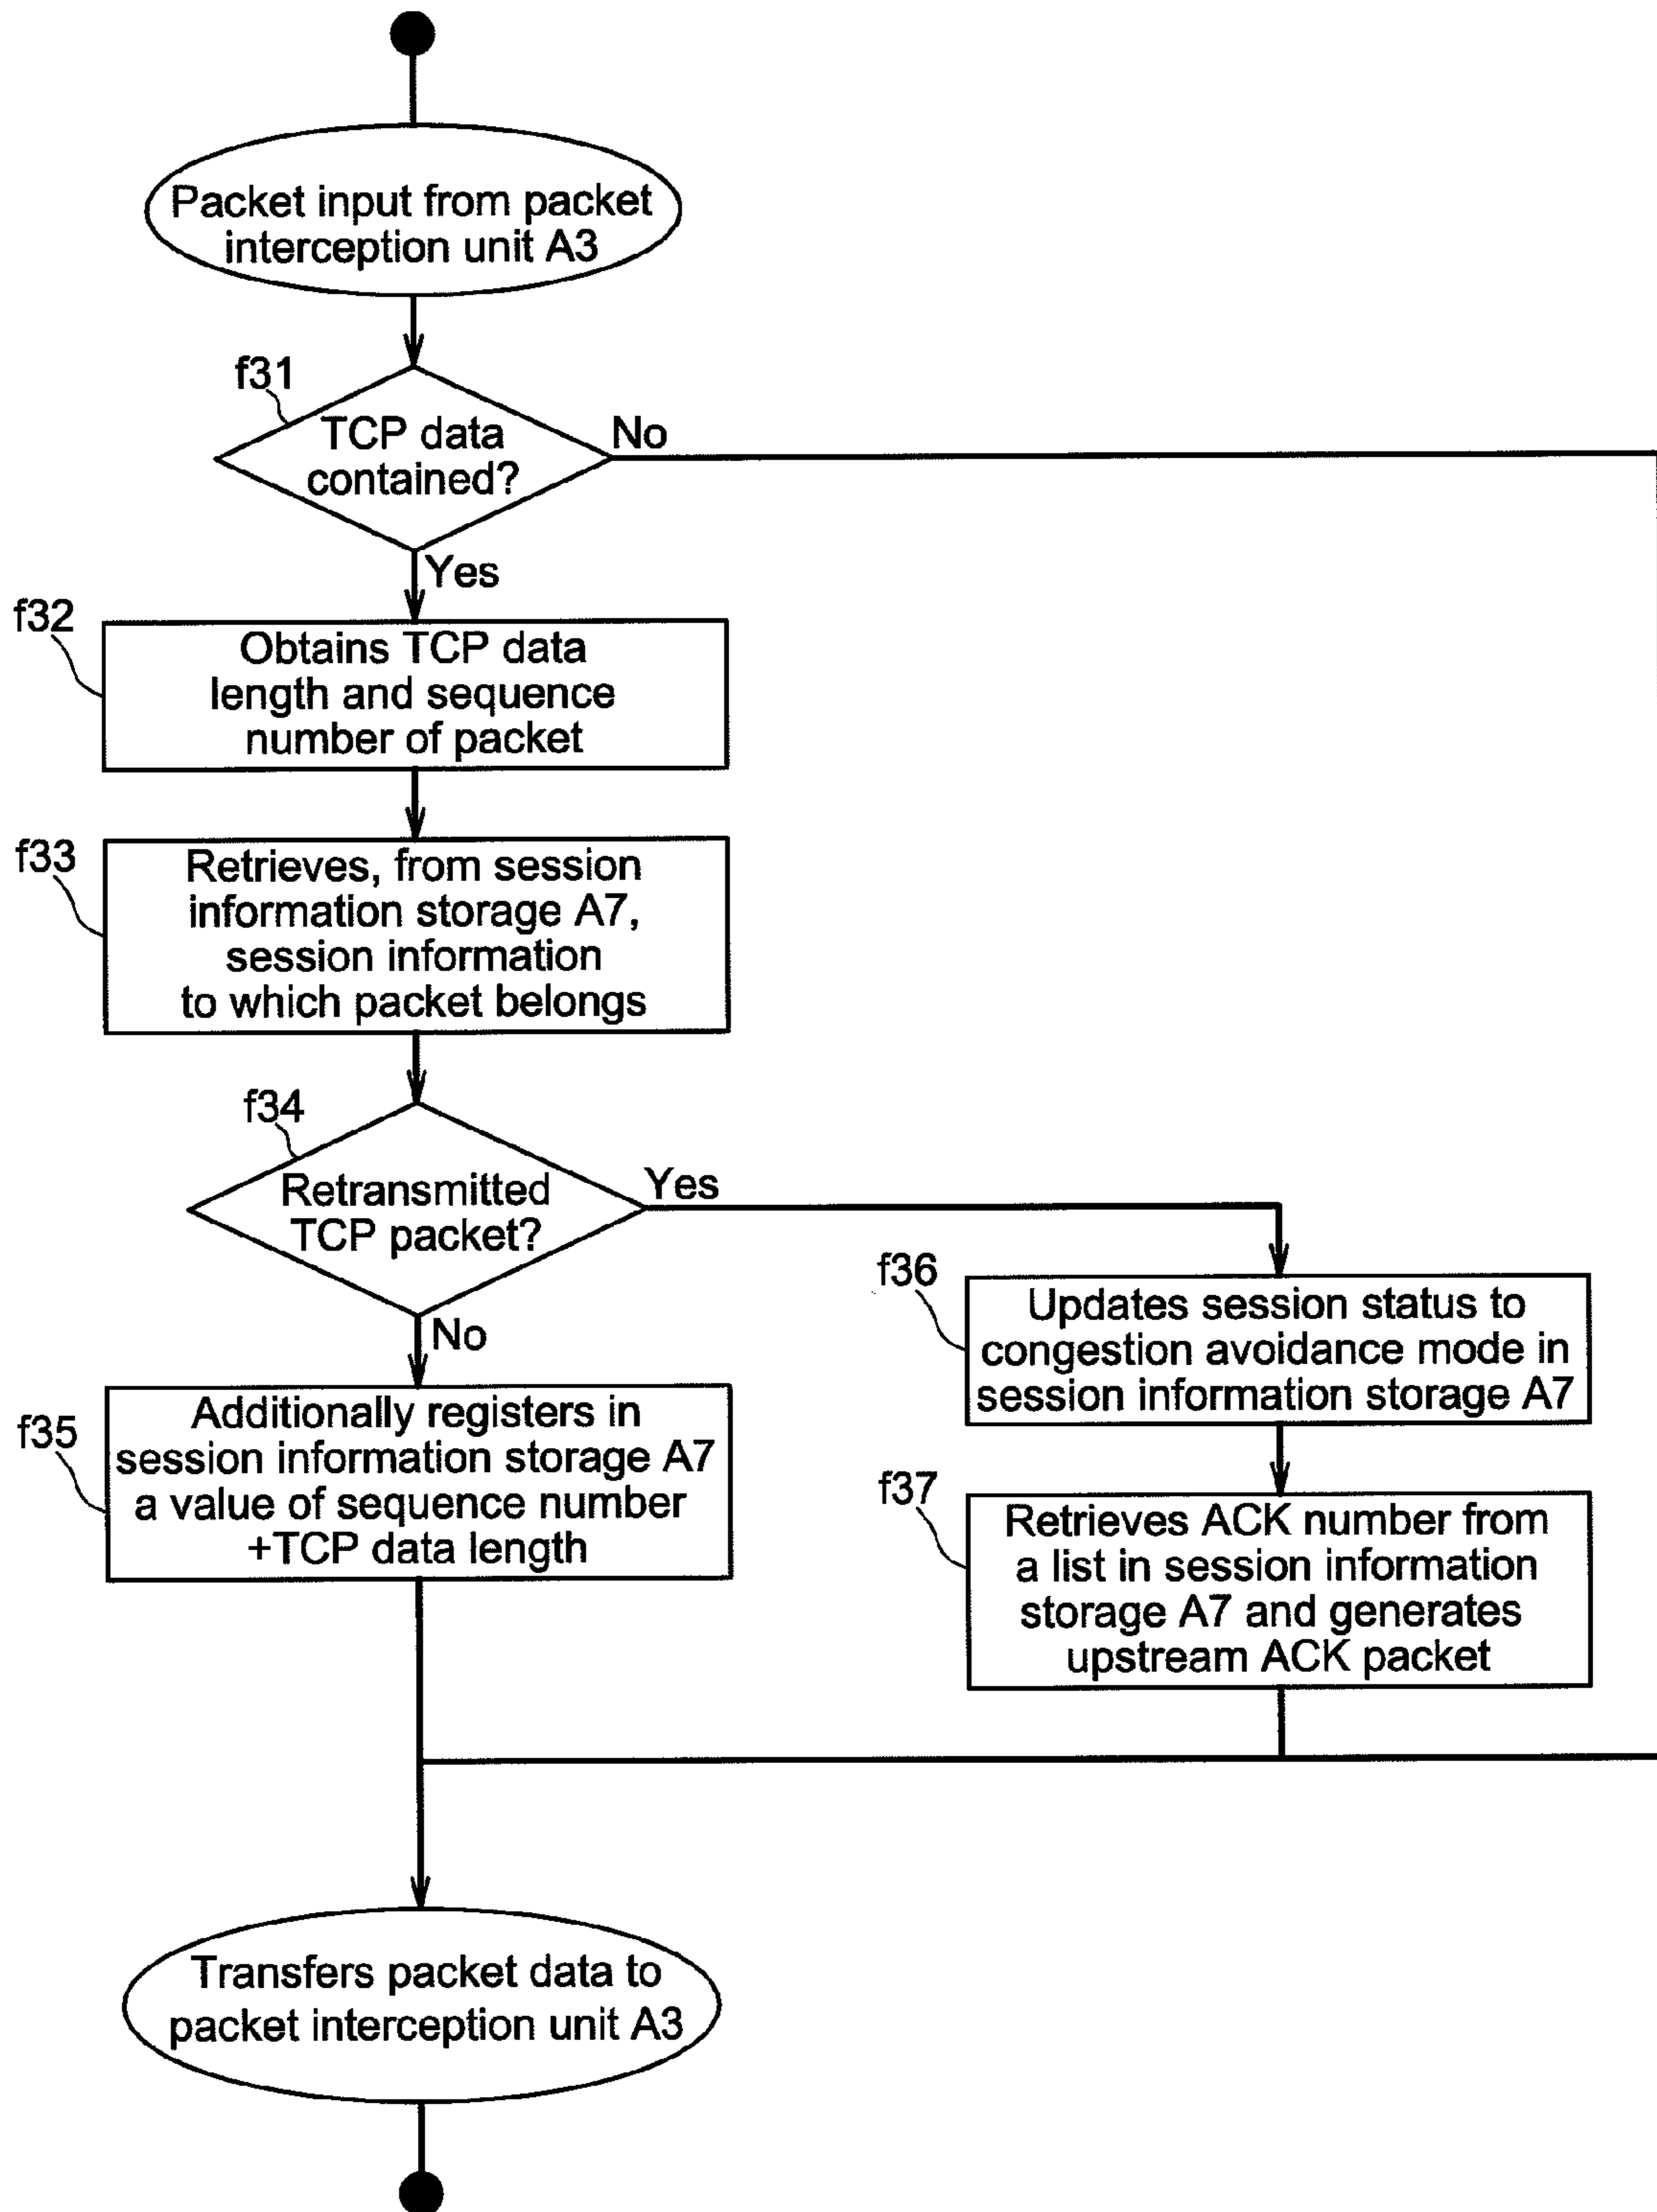 Packet input from packet
interception unit A3
f31
TCP data
contained?
No
Yes
f32
Obtains TCP data
length and sequence
number of packet
f33
Retrieves, from session
information storage A7,
session information
to which packet belongs
f34
Retransmitted
TCP packet?
Yes
No
f36
Updates session status to
congestion avoidance mode in
session information storage A7
f35
Additionally registers in
session information storage A7
a value of sequence number
+TCP data length
f37
Retrieves ACK number from
a list in session information
storage A7 and generates
upstream ACK packet
Transfers packet data to
packet interception unit A3